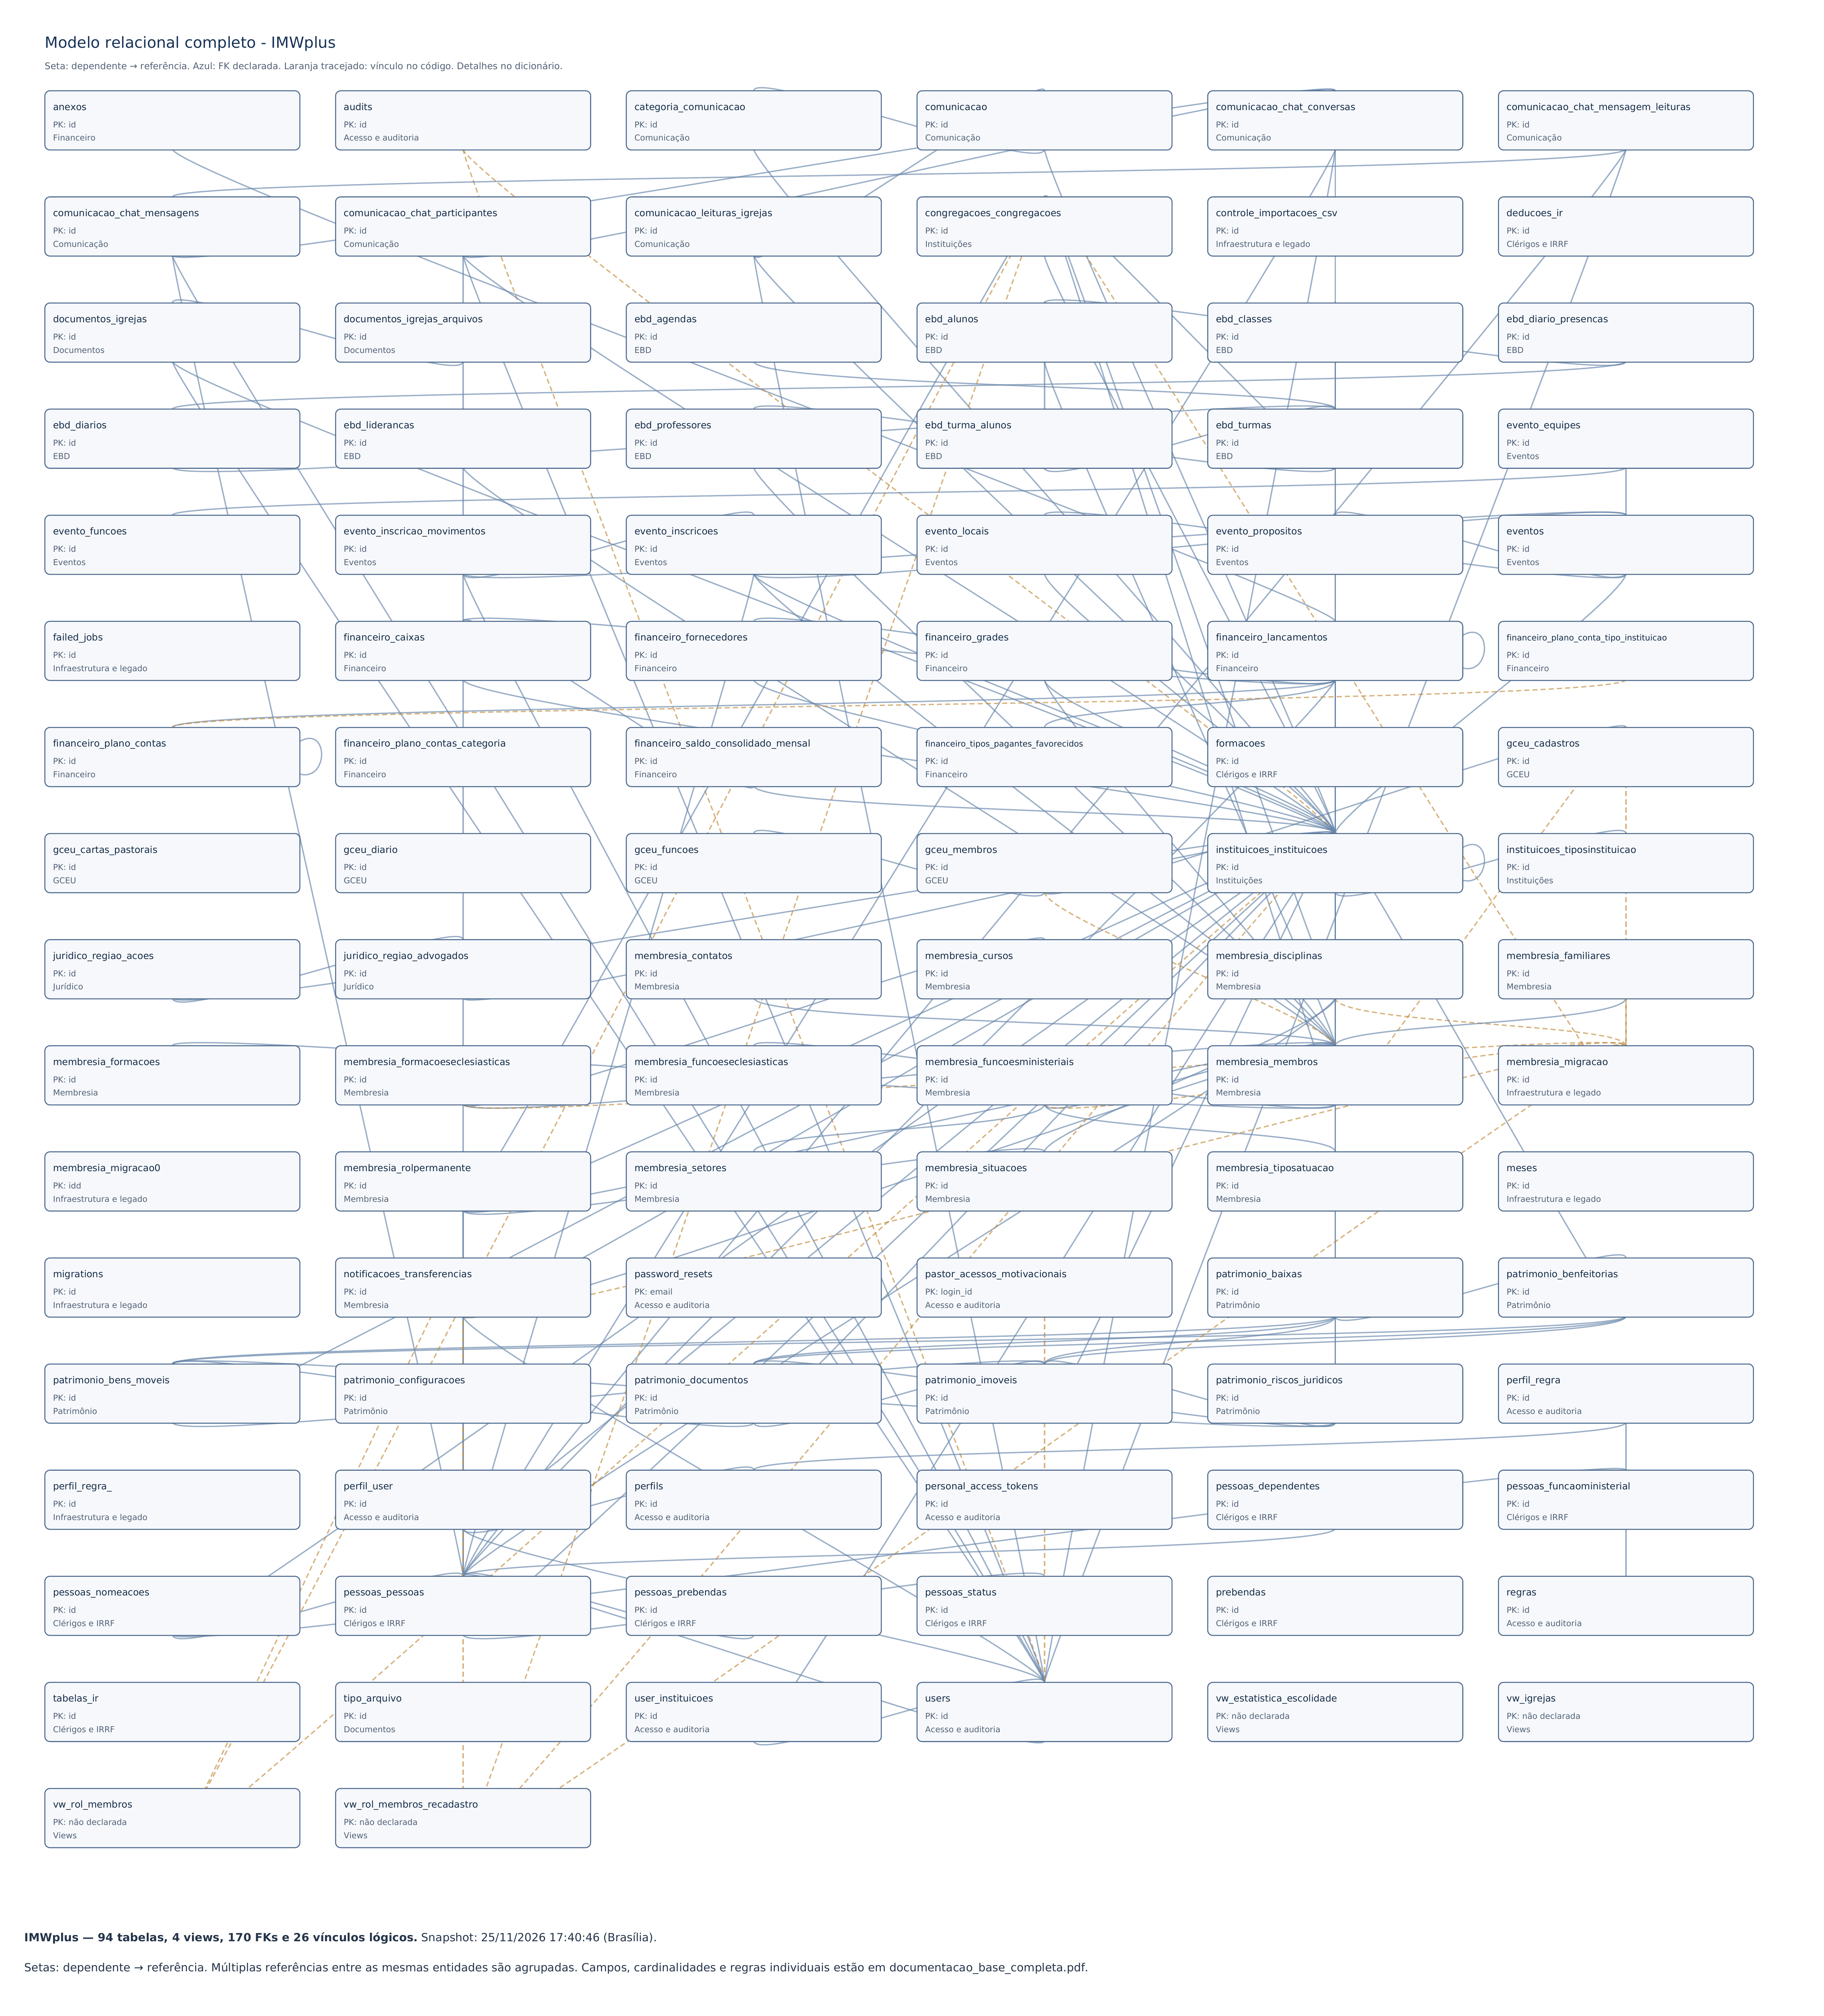 Modelo relacional completo - IMWplus
Seta: dependente → referência. Azul: FK declarada. Laranja tracejado: vínculo no código. Detalhes no dicionário.
anexos
PK: id
Financeiro
audits
PK: id
Acesso e auditoria
categoria_comunicacao
PK: id
Comunicação
comunicacao
PK: id
Comunicação
comunicacao_chat_conversas
PK: id
Comunicação
comunicacao_chat_mensagem_leituras
PK: id
Comunicação
comunicacao_chat_mensagens
PK: id
Comunicação
comunicacao_chat_participantes
PK: id
Comunicação
comunicacao_leituras_igrejas
PK: id
Comunicação
congregacoes_congregacoes
PK: id
Instituições
controle_importacoes_csv
PK: id
Infraestrutura e legado
deducoes_ir
PK: id
Clérigos e IRRF
documentos_igrejas
PK: id
Documentos
documentos_igrejas_arquivos
PK: id
Documentos
ebd_agendas
PK: id
EBD
ebd_alunos
PK: id
EBD
ebd_classes
PK: id
EBD
ebd_diario_presencas
PK: id
EBD
ebd_diarios
PK: id
EBD
ebd_liderancas
PK: id
EBD
ebd_professores
PK: id
EBD
ebd_turma_alunos
PK: id
EBD
ebd_turmas
PK: id
EBD
evento_equipes
PK: id
Eventos
evento_funcoes
PK: id
Eventos
evento_inscricao_movimentos
PK: id
Eventos
evento_inscricoes
PK: id
Eventos
evento_locais
PK: id
Eventos
evento_propositos
PK: id
Eventos
eventos
PK: id
Eventos
failed_jobs
PK: id
Infraestrutura e legado
financeiro_caixas
PK: id
Financeiro
financeiro_fornecedores
PK: id
Financeiro
financeiro_grades
PK: id
Financeiro
financeiro_lancamentos
PK: id
Financeiro
financeiro_plano_conta_tipo_instituicao
PK: id
Financeiro
financeiro_plano_contas
PK: id
Financeiro
financeiro_plano_contas_categoria
PK: id
Financeiro
financeiro_saldo_consolidado_mensal
PK: id
Financeiro
financeiro_tipos_pagantes_favorecidos
PK: id
Financeiro
formacoes
PK: id
Clérigos e IRRF
gceu_cadastros
PK: id
GCEU
gceu_cartas_pastorais
PK: id
GCEU
gceu_diario
PK: id
GCEU
gceu_funcoes
PK: id
GCEU
gceu_membros
PK: id
GCEU
instituicoes_instituicoes
PK: id
Instituições
instituicoes_tiposinstituicao
PK: id
Instituições
juridico_regiao_acoes
PK: id
Jurídico
juridico_regiao_advogados
PK: id
Jurídico
membresia_contatos
PK: id
Membresia
membresia_cursos
PK: id
Membresia
membresia_disciplinas
PK: id
Membresia
membresia_familiares
PK: id
Membresia
membresia_formacoes
PK: id
Membresia
membresia_formacoeseclesiasticas
PK: id
Membresia
membresia_funcoeseclesiasticas
PK: id
Membresia
membresia_funcoesministeriais
PK: id
Membresia
membresia_membros
PK: id
Membresia
membresia_migracao
PK: id
Infraestrutura e legado
membresia_migracao0
PK: idd
Infraestrutura e legado
membresia_rolpermanente
PK: id
Membresia
membresia_setores
PK: id
Membresia
membresia_situacoes
PK: id
Membresia
membresia_tiposatuacao
PK: id
Membresia
meses
PK: id
Infraestrutura e legado
migrations
PK: id
Infraestrutura e legado
notificacoes_transferencias
PK: id
Membresia
password_resets
PK: email
Acesso e auditoria
pastor_acessos_motivacionais
PK: login_id
Acesso e auditoria
patrimonio_baixas
PK: id
Patrimônio
patrimonio_benfeitorias
PK: id
Patrimônio
patrimonio_bens_moveis
PK: id
Patrimônio
patrimonio_configuracoes
PK: id
Patrimônio
patrimonio_documentos
PK: id
Patrimônio
patrimonio_imoveis
PK: id
Patrimônio
patrimonio_riscos_juridicos
PK: id
Patrimônio
perfil_regra
PK: id
Acesso e auditoria
perfil_regra_
PK: id
Infraestrutura e legado
perfil_user
PK: id
Acesso e auditoria
perfils
PK: id
Acesso e auditoria
personal_access_tokens
PK: id
Acesso e auditoria
pessoas_dependentes
PK: id
Clérigos e IRRF
pessoas_funcaoministerial
PK: id
Clérigos e IRRF
pessoas_nomeacoes
PK: id
Clérigos e IRRF
pessoas_pessoas
PK: id
Clérigos e IRRF
pessoas_prebendas
PK: id
Clérigos e IRRF
pessoas_status
PK: id
Clérigos e IRRF
prebendas
PK: id
Clérigos e IRRF
regras
PK: id
Acesso e auditoria
tabelas_ir
PK: id
Clérigos e IRRF
tipo_arquivo
PK: id
Documentos
user_instituicoes
PK: id
Acesso e auditoria
users
PK: id
Acesso e auditoria
vw_estatistica_escolidade
PK: não declarada
Views
vw_igrejas
PK: não declarada
Views
vw_rol_membros
PK: não declarada
Views
vw_rol_membros_recadastro
PK: não declarada
Views
IMWplus — 94 tabelas, 4 views, 170 FKs e 26 vínculos lógicos. Snapshot: 25/11/2026 17:40:46 (Brasília).
Setas: dependente → referência. Múltiplas referências entre as mesmas entidades são agrupadas. Campos, cardinalidades e regras individuais estão em documentacao_base_completa.pdf.